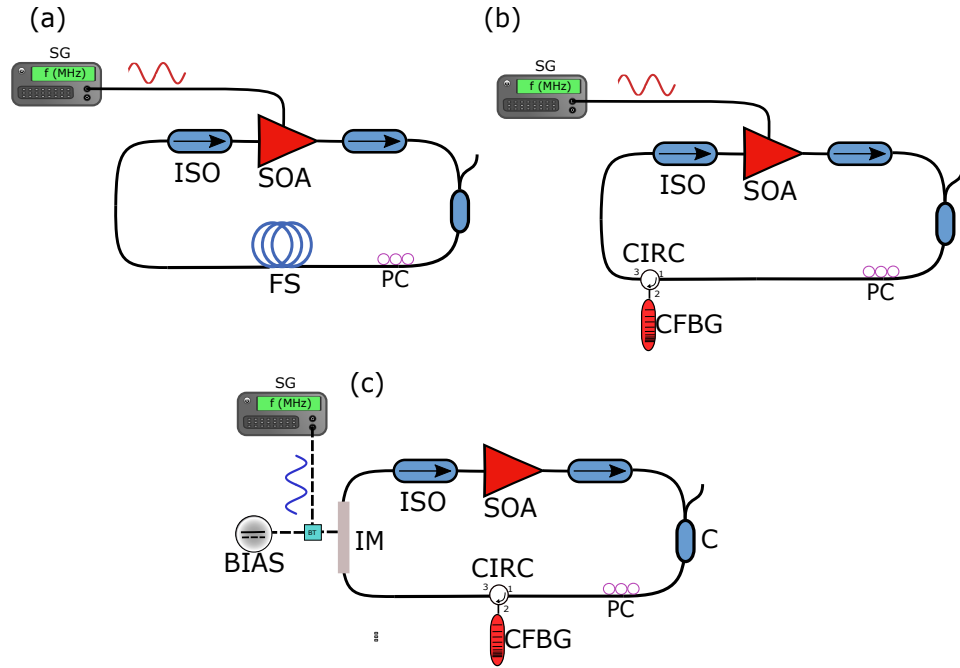 (a)
SG
f (MHz)
ISO
SOA
FS
PC
(b)
SG
f (MHz)
ISO
SOA
CIRC
3
1
2
CFBG
PC
(c)
SG
f (MHz)
ISO
SOA
BT
IM
BIAS
C
CIRC
3
1
2
PC
CFBG